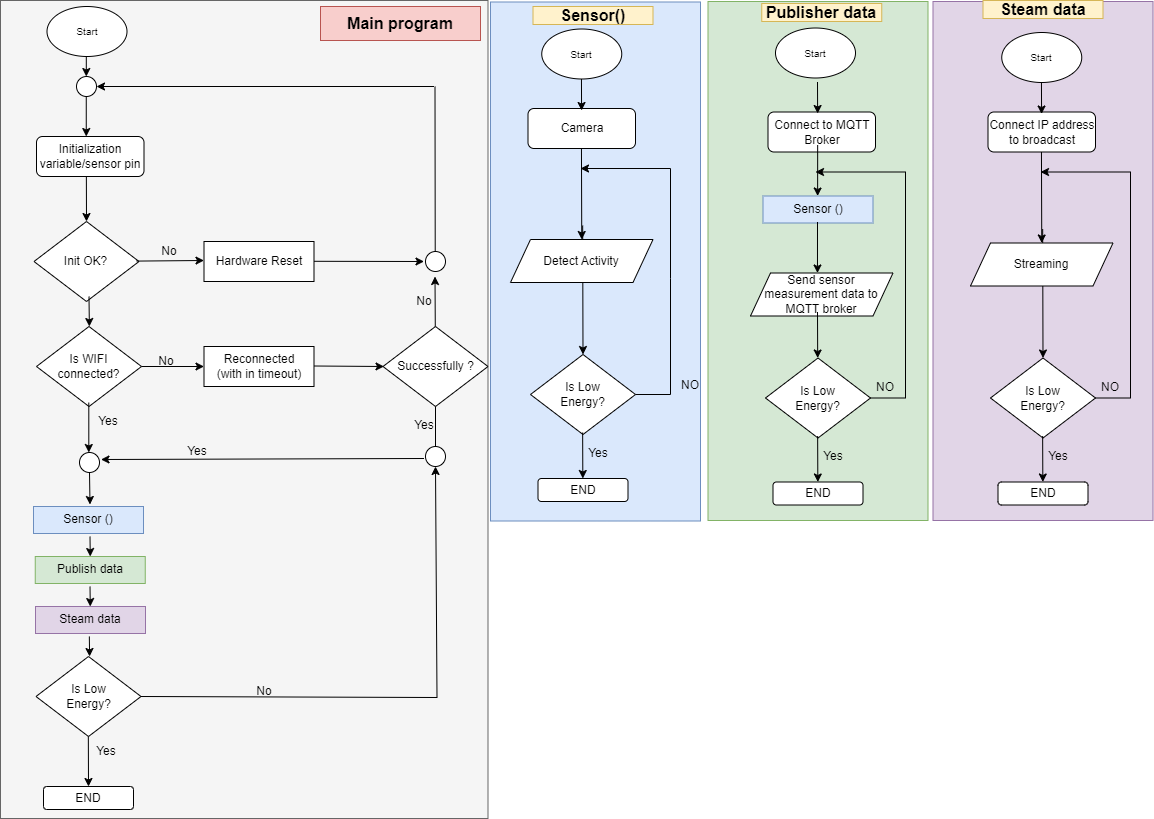 Main program
Start
Initialization
variable/sensor pin
Init OK?
No
Hardware Reset
No
Is WIFI
connected?
No
Reconnected
(with in timeout)
Successfully ?
Yes
Yes
Yes
Sensor ()
Publish data
Steam data
Is Low
Energy?
No
Yes
END
Sensor()
Start
Camera
Detect Activity
Is Low
Energy?
NO
Yes
END
Publisher data
Start
Connect to MQTT
Broker
Sensor ()
Send sensor
measurement data to
MQTT broker
Is Low
Energy?
NO
Yes
END
Steam data
Start
Connect IP address
to broadcast
Streaming
Is Low
Energy?
NO
Yes
END